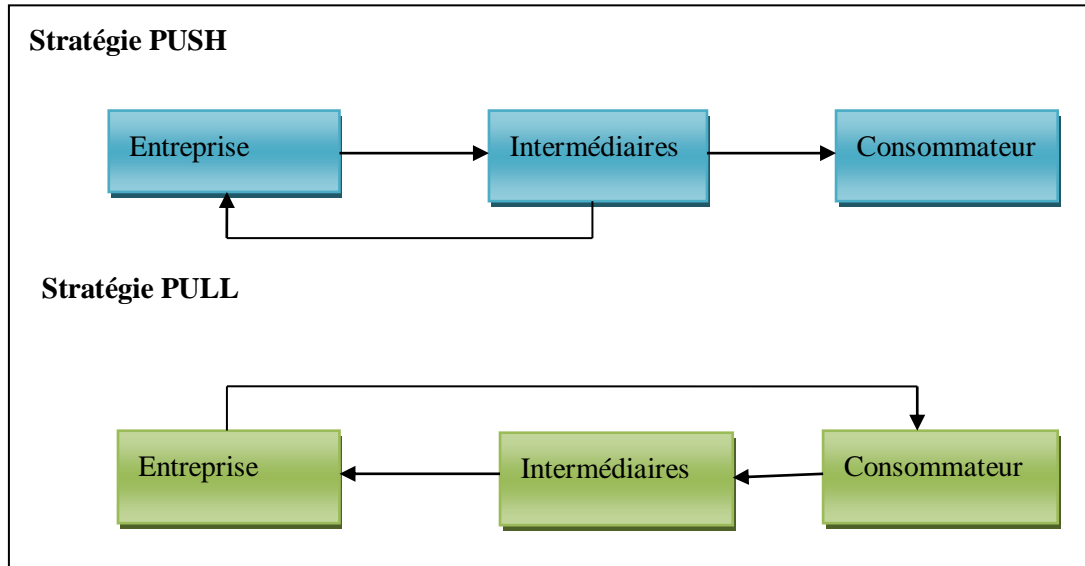 Stratégie PUSH
Entreprise
Intermédiaires
Consommateur
Stratégie PULL
Entreprise
Intermédiaires
Consommateur